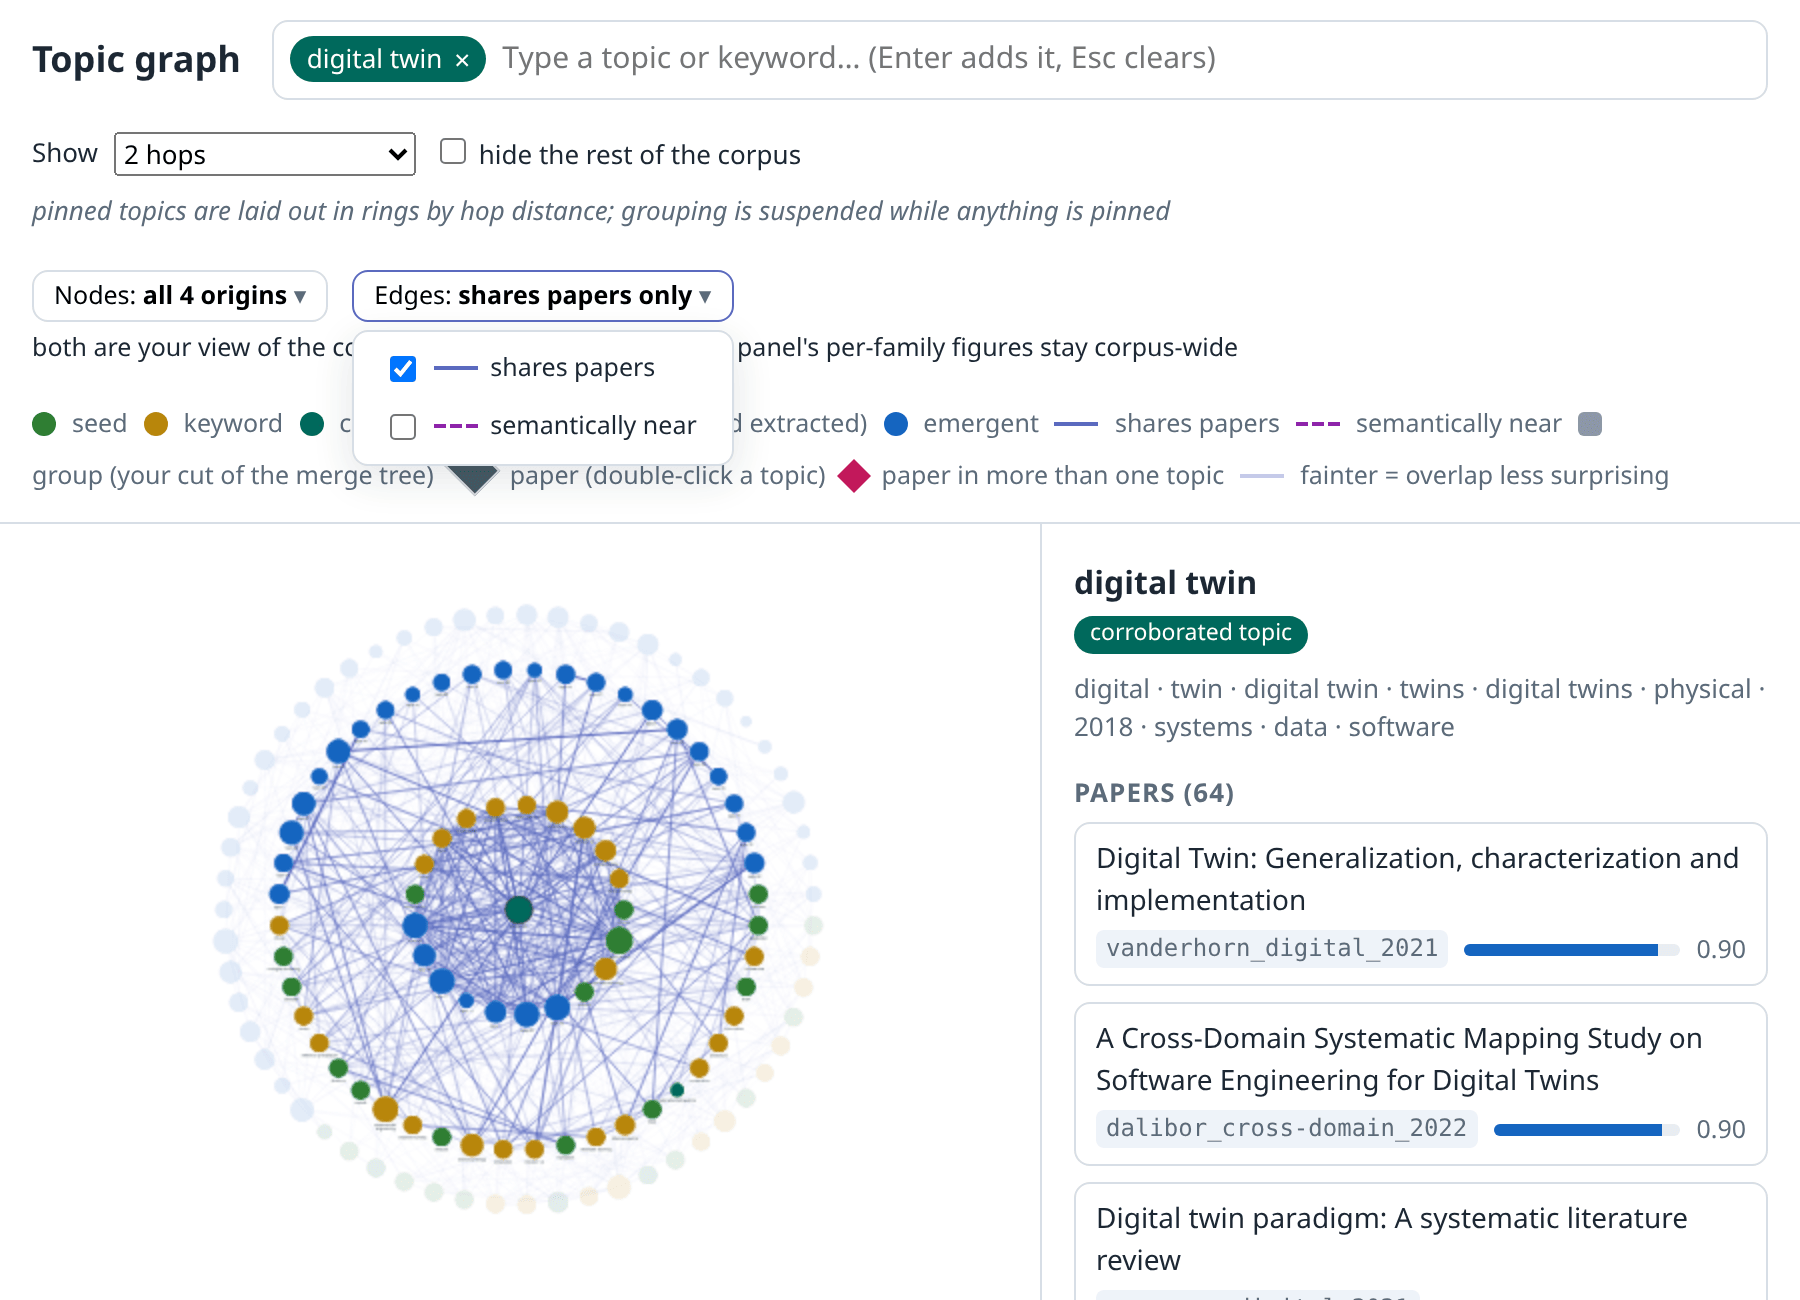 Topic graph
digital twin × Type a topic or keyword... (Enter adds it, Esc clears)
Show 2 hops hide the rest of the corpus
pinned topics are laid out in rings by hop distance; grouping is suspended while anything is pinned
Nodes: all 4 origins ▾ Edges: shares papers only ▾
both are your view of the panel's per-family figures stay corpus-wide
shares papers
seed keyword extracted) emergent shares papers semantically near
semantically near
group (your cut of the merge tree) paper (double-click a topic) paper in more than one topic fainter = overlap less surprising
digital twin
corroborated topic
digital · twin · digital twin · twins · digital twins · physical ·
2018 · systems · data · software
PAPERS (64)
Digital Twin: Generalization, characterization and
implementation
vanderhorn_digital_2021 0.90
A Cross-Domain Systematic Mapping Study on
Software Engineering for Digital Twins
dalibor_cross-domain_2022 0.90
Digital twin paradigm: A systematic literature
review